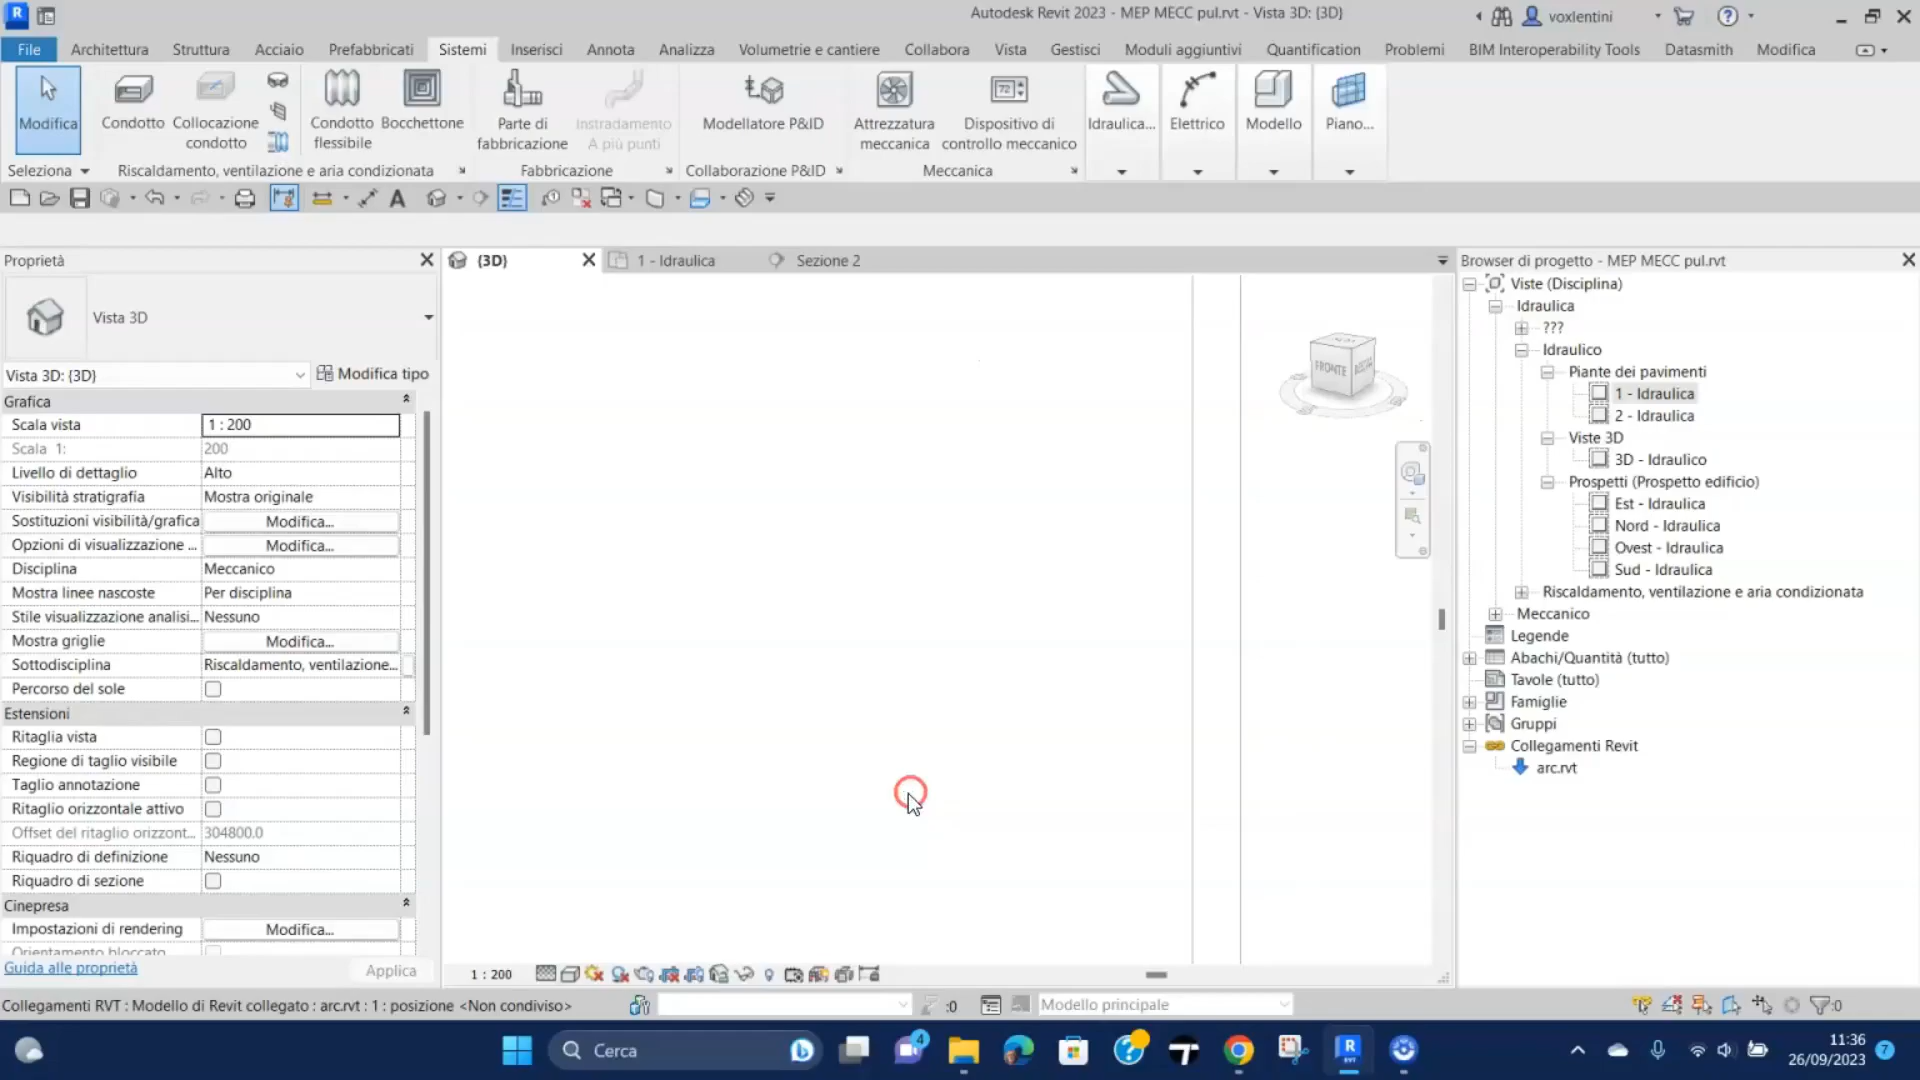 Autodesk Revit 2023 - MEP MECC pul.rvt - Vista 3D: {3D}
voxlentini
File Architettura Struttura Acciaio Prefabbricati Sistemi Inserisci Annota Analizza Volumetrie e cantiere Collabora Vista Gestisci Moduli aggiuntivi Quantification Problemi BIM Interoperability Tools Datasmith Modifica
Modifica
Condotto
Collocazione condotto
Condotto flessibile
Bocchettone
Parte di fabbricazione
Instradamento A più punti
Modellatore P&ID
Attrezzatura meccanica
Dispositivo di controllo meccanico
Idraulica...
Elettrico
Modello
Piano...
Seleziona
Riscaldamento, ventilazione e aria condizionata
Fabbricazione
Collaborazione P&ID
Meccanica
Proprietà
Vista 3D
Vista 3D: {3D}
Modifica tipo
Grafica
Scala vista 1 : 200
Scala 1: 200
Livello di dettaglio Alto
Visibilità stratigrafia Mostra originale
Sostituzioni visibilità/grafica Modifica...
Opzioni di visualizzazione ... Modifica...
Disciplina Meccanico
Mostra linee nascoste Per disciplina
Stile visualizzazione analisi... Nessuno
Mostra griglie Modifica...
Sottodisciplina Riscaldamento, ventilazione...
Percorso del sole
Estensioni
Ritaglia vista
Regione di taglio visibile
Taglio annotazione
Ritaglio orizzontale attivo
Offset del ritaglio orizzont... 304800.0
Riquadro di definizione Nessuno
Riquadro di sezione
Cinepresa
Impostazioni di rendering Modifica...
Orientamento bloccato
Guida alle proprietà
Applica
{3D}
1 - Idraulica
Sezione 2
FRONTE
1 : 200
Browser di progetto - MEP MECC pul.rvt
Viste (Disciplina)
Idraulica
???
Idraulico
Piante dei pavimenti
1 - Idraulica
2 - Idraulica
Viste 3D
3D - Idraulico
Prospetti (Prospetto edificio)
Est - Idraulica
Nord - Idraulica
Ovest - Idraulica
Sud - Idraulica
Riscaldamento, ventilazione e aria condizionata
Meccanico
Legende
Abachi/Quantità (tutto)
Tavole (tutto)
Famiglie
Gruppi
Collegamenti Revit
arc.rvt
Collegamenti RVT : Modello di Revit collegato : arc.rvt : 1 : posizione <Non condiviso>
:0
Modello principale
:0
Cerca
4
11:36
26/09/2023
7